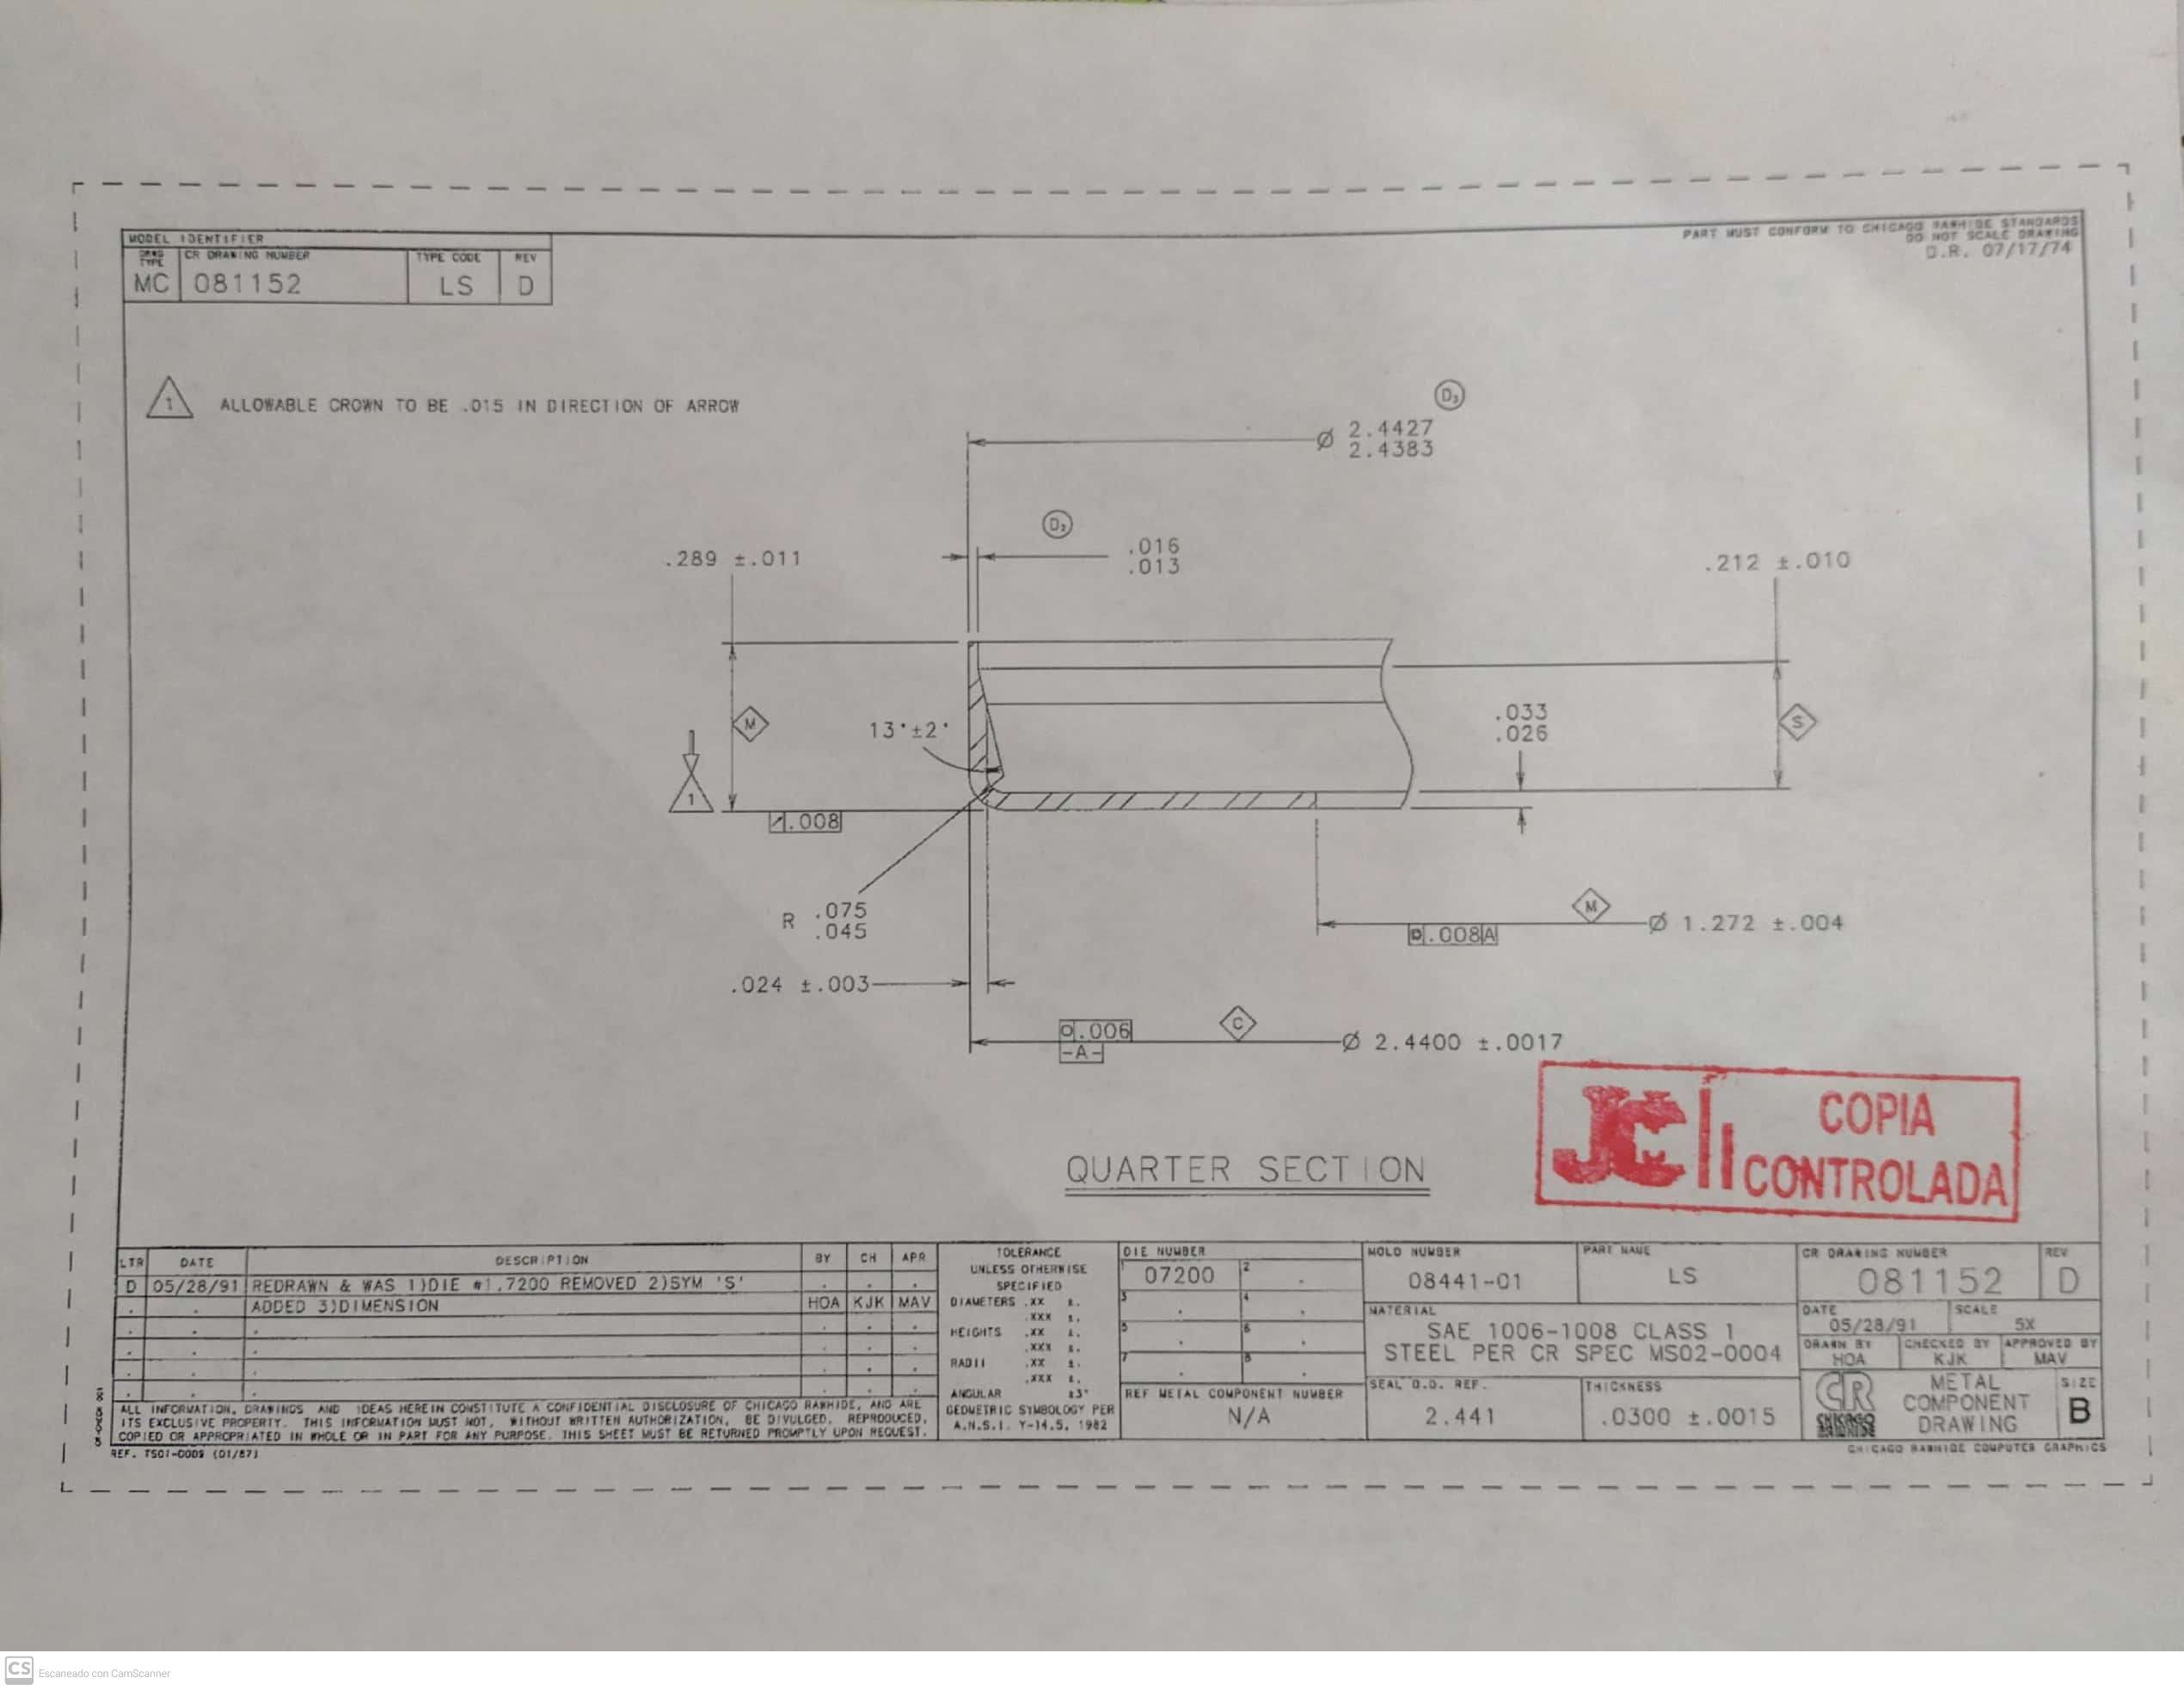 PART MUST CONFORM TO CHICAGO RAWHIDE STANDARDS
DO NOT SCALE DRAWING
D.R. 07/17/74
MODEL IDENTIFIER
DRWG TYPE
CR DRAWING NUMBER
TYPE CODE
REV
MC
081152
LS
D
1
ALLOWABLE CROWN TO BE .015 IN DIRECTION OF ARROW
D3
Ø 2.4427
2.4383
D2
.016
.013
.289 ±.011
.212 ±.010
M
13°±2°
.033
.026
S
1
.008
R .075
.045
M
Ø 1.272 ±.004
.008 A
.024 ±.003
.006
-A-
C
Ø 2.4400 ±.0017
JCI
COPIA
CONTROLADA
QUARTER SECTION
LTR DATE DESCRIPTION BY CH APR
D 05/28/91 REDRAWN & WAS 1)DIE #1,7200 REMOVED 2)SYM 'S'
ADDED 3)DIMENSION HOA KJK MAV
ALL INFORMATION, DRAWINGS AND IDEAS HEREIN CONSTITUTE A CONFIDENTIAL DISCLOSURE OF CHICAGO RAWHIDE, AND ARE
ITS EXCLUSIVE PROPERTY. THIS INFORMATION MUST NOT, WITHOUT WRITTEN AUTHORIZATION, BE DIVULGED, REPRODUCED,
COPIED OR APPROPRIATED IN WHOLE OR IN PART FOR ANY PURPOSE. THIS SHEET MUST BE RETURNED PROMPTLY UPON REQUEST.
REF. TS01-0009 (01/87)
TOLERANCE
UNLESS OTHERWISE
SPECIFIED
DIAMETERS .XX ±.
.XXX ±.
HEIGHTS .XX ±.
.XXX ±.
RADII .XX ±.
.XXX ±.
ANGULAR ±3°
GEOMETRIC SYMBOLOGY PER
A.N.S.I. Y-14.5, 1982
DIE NUMBER
1 07200 2
3 4
5 6
7 8
REF METAL COMPONENT NUMBER
N/A
MOLD NUMBER
08441-01
PART NAME
LS
MATERIAL
SAE 1006-1008 CLASS 1
STEEL PER CR SPEC MS02-0004
SEAL O.D. REF.
2.441
THICKNESS
.0300 ±.0015
CR DRAWING NUMBER
081152
REV
D
DATE
05/28/91
SCALE
5X
DRAWN BY
HOA
CHECKED BY
KJK
APPROVED BY
MAV
CR
CHICAGO RAWHIDE
METAL
COMPONENT
DRAWING
SIZE
B
CHICAGO RAWHIDE COMPUTER GRAPHICS
CS Escaneado con CamScanner